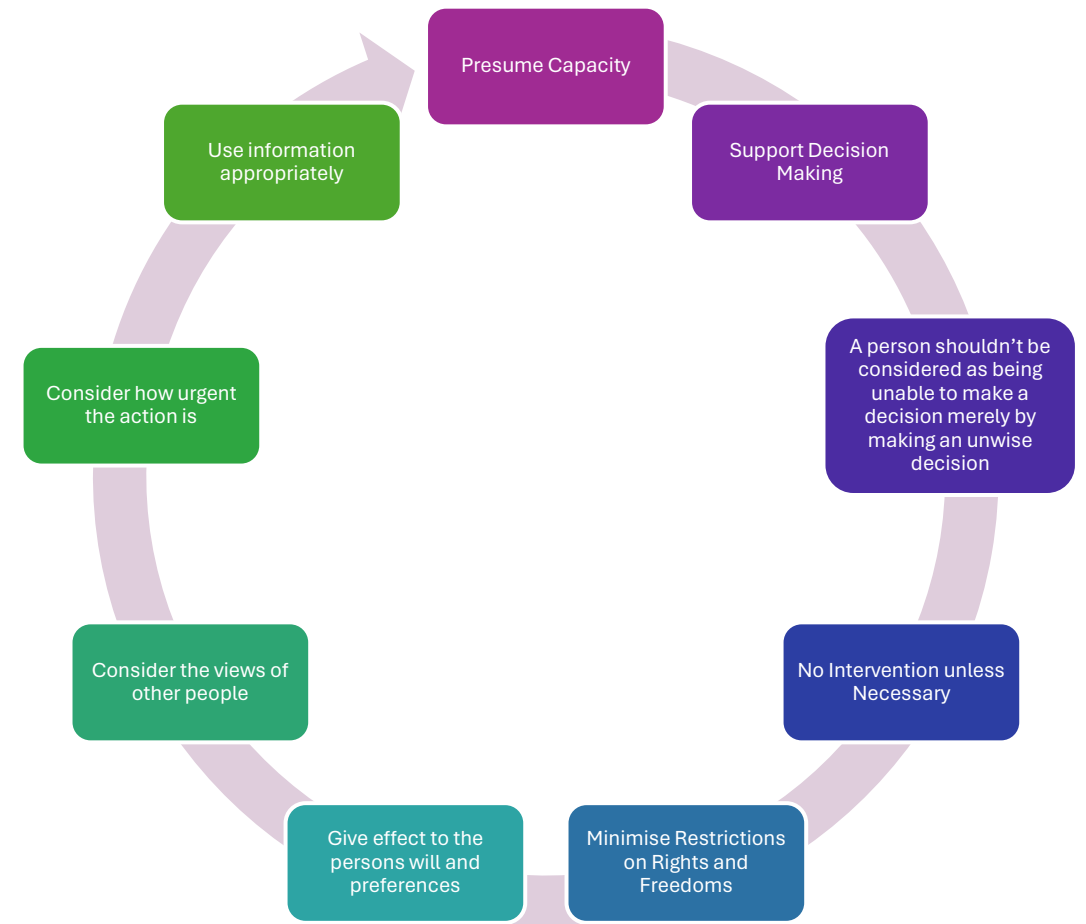 Presume Capacity
Support Decision
Making
A person shouldn’t be
considered as being
unable to make a
decision merely by
making an unwise
decision
No Intervention unless
Necessary
Minimise Restrictions
on Rights and
Freedoms
Give effect to the
persons will and
preferences
Consider the views of
other people
Consider how urgent
the action is
Use information
appropriately